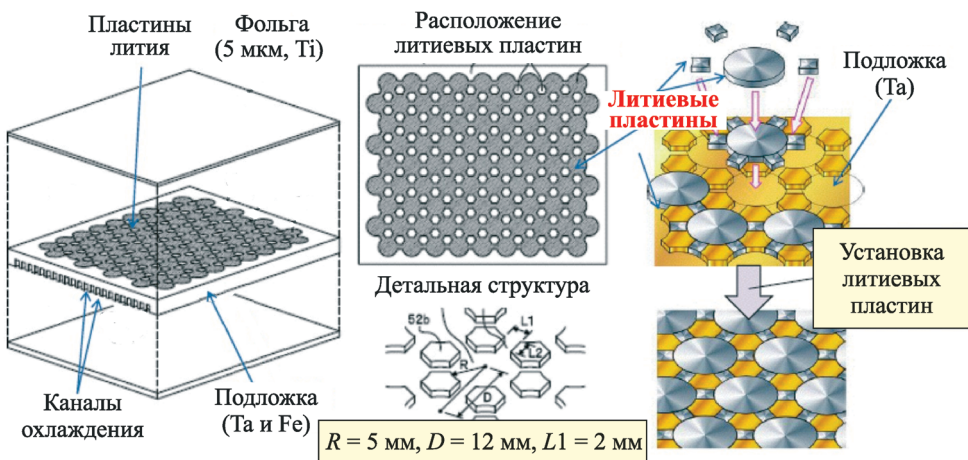 Пластины
лития
Фольга
(5 мкм, Ti)
Расположение
литиевых пластин
Подложка
(Ta)
Литиевые
пластины
Установка
литиевых
пластин
Детальная структура
52b
L1
L2
R
D
Каналы
охлаждения
Подложка
(Ta и Fe)
R = 5 мм, D = 12 мм, L1 = 2 мм